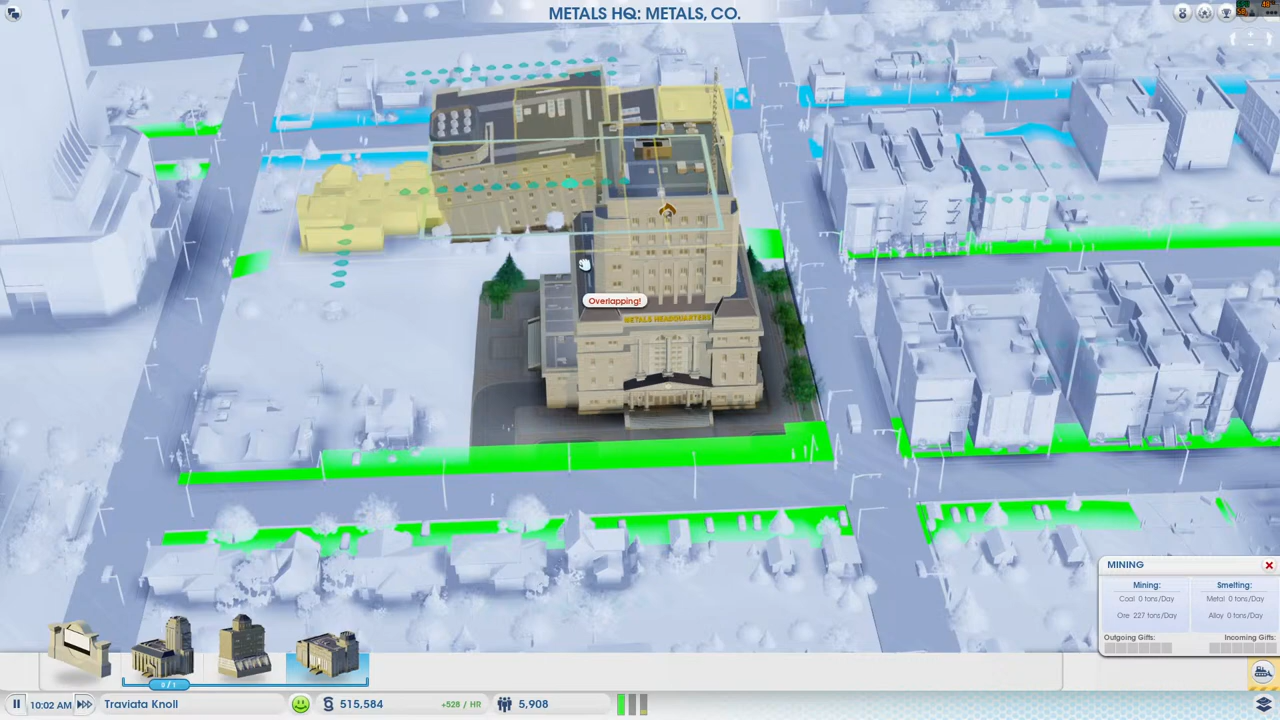 METALS HQ: METALS, CO.
Overlapping!
METALS HEADQUARTERS
MINING
Mining:
Smelting:
Coal 0 tons/Day
Metal 0 tons/Day
Ore 227 tons/Day
Alloy 0 tons/Day
Outgoing Gifts:
Incoming Gifts:
0 / 1
10:02 AM
Traviata Knoll
515,584
+528 / HR
5,908